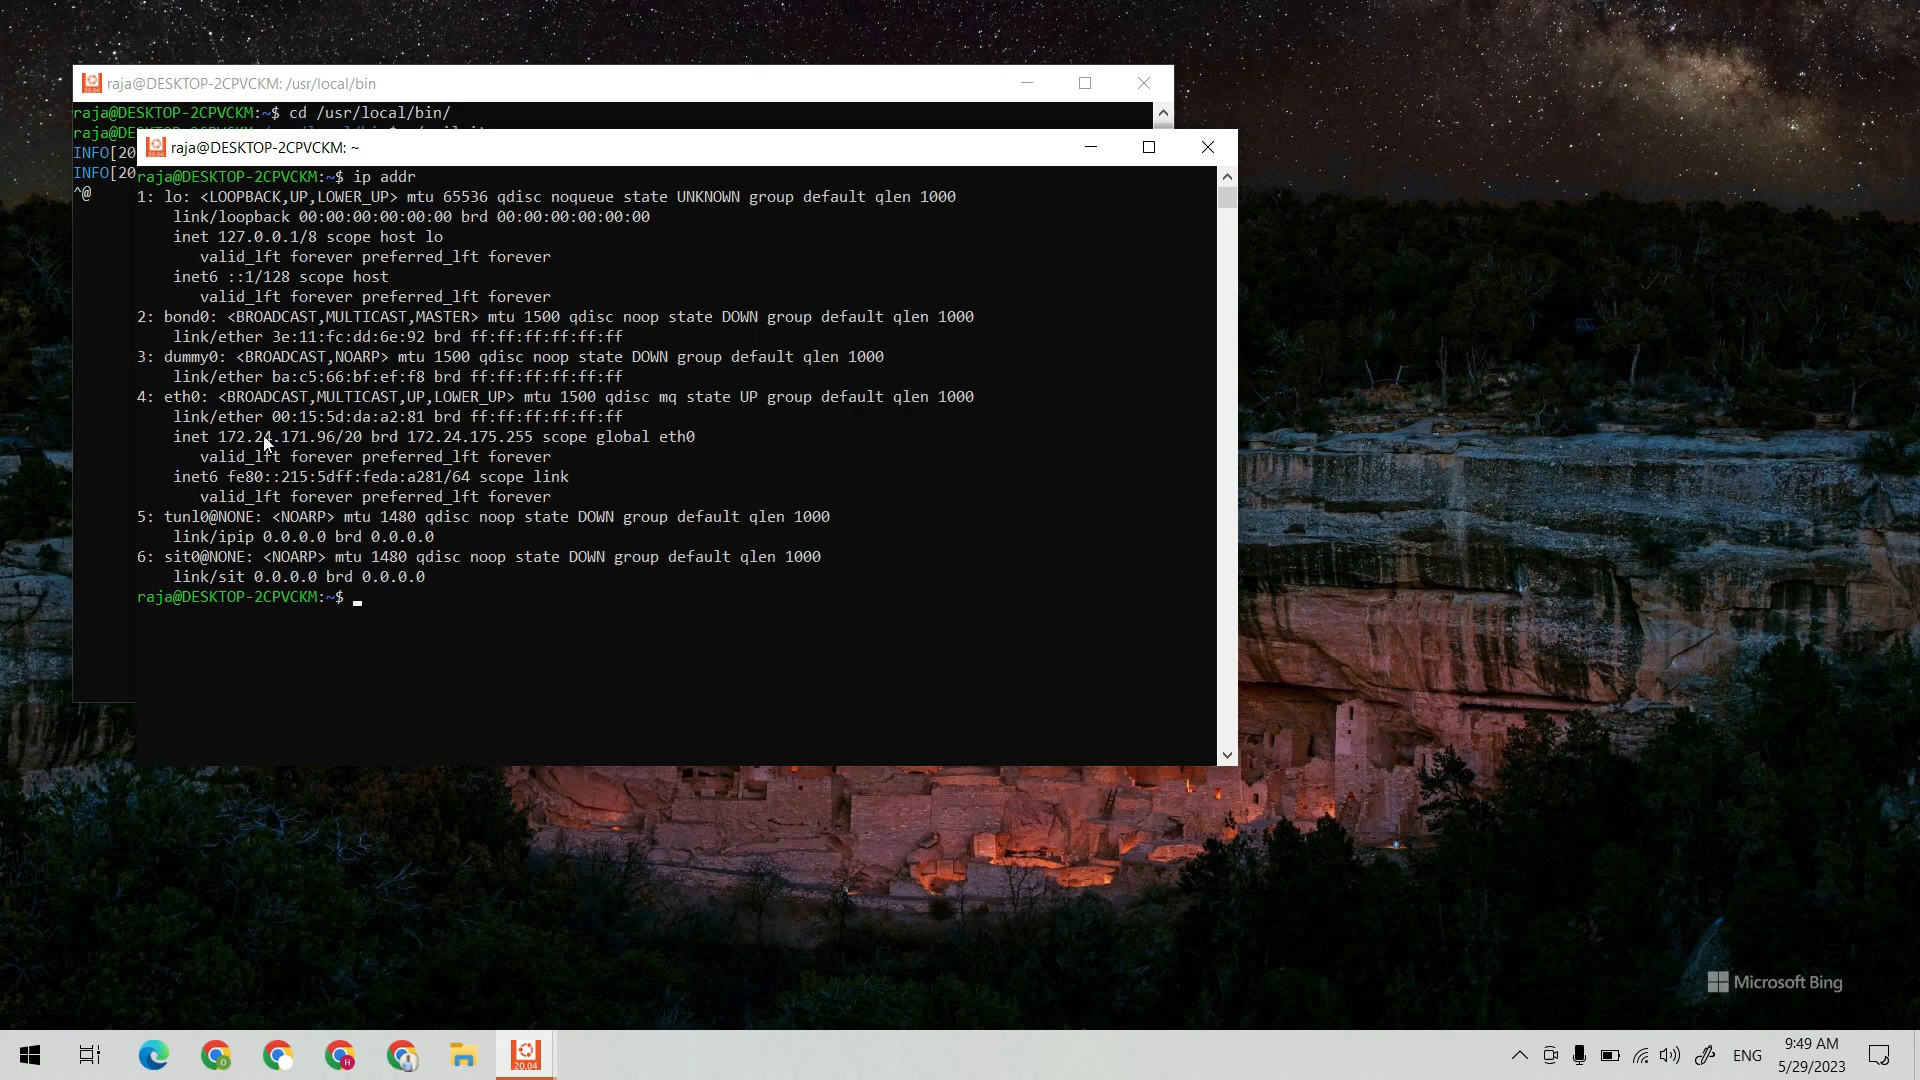 raja@DESKTOP-2CPVCKM: /usr/local/bin
raja@DESKTOP-2CPVCKM:~$ cd /usr/local/bin/
raja@DE
INFO[20
INFO[20
^@
raja@DESKTOP-2CPVCKM: ~
raja@DESKTOP-2CPVCKM:~$ ip addr
1: lo: <LOOPBACK,UP,LOWER_UP> mtu 65536 qdisc noqueue state UNKNOWN group default qlen 1000
link/loopback 00:00:00:00:00:00 brd 00:00:00:00:00:00
inet 127.0.0.1/8 scope host lo
valid_lft forever preferred_lft forever
inet6 ::1/128 scope host
valid_lft forever preferred_lft forever
2: bond0: <BROADCAST,MULTICAST,MASTER> mtu 1500 qdisc noop state DOWN group default qlen 1000
link/ether 3e:11:fc:dd:6e:92 brd ff:ff:ff:ff:ff:ff
3: dummy0: <BROADCAST,NOARP> mtu 1500 qdisc noop state DOWN group default qlen 1000
link/ether ba:c5:66:bf:ef:f8 brd ff:ff:ff:ff:ff:ff
4: eth0: <BROADCAST,MULTICAST,UP,LOWER_UP> mtu 1500 qdisc mq state UP group default qlen 1000
link/ether 00:15:5d:da:a2:81 brd ff:ff:ff:ff:ff:ff
inet 172.24.171.96/20 brd 172.24.175.255 scope global eth0
valid_lft forever preferred_lft forever
inet6 fe80::215:5dff:feda:a281/64 scope link
valid_lft forever preferred_lft forever
5: tunl0@NONE: <NOARP> mtu 1480 qdisc noop state DOWN group default qlen 1000
link/ipip 0.0.0.0 brd 0.0.0.0
6: sit0@NONE: <NOARP> mtu 1480 qdisc noop state DOWN group default qlen 1000
link/sit 0.0.0.0 brd 0.0.0.0
raja@DESKTOP-2CPVCKM:~$
Microsoft Bing
20.04
ENG
9:49 AM
5/29/2023